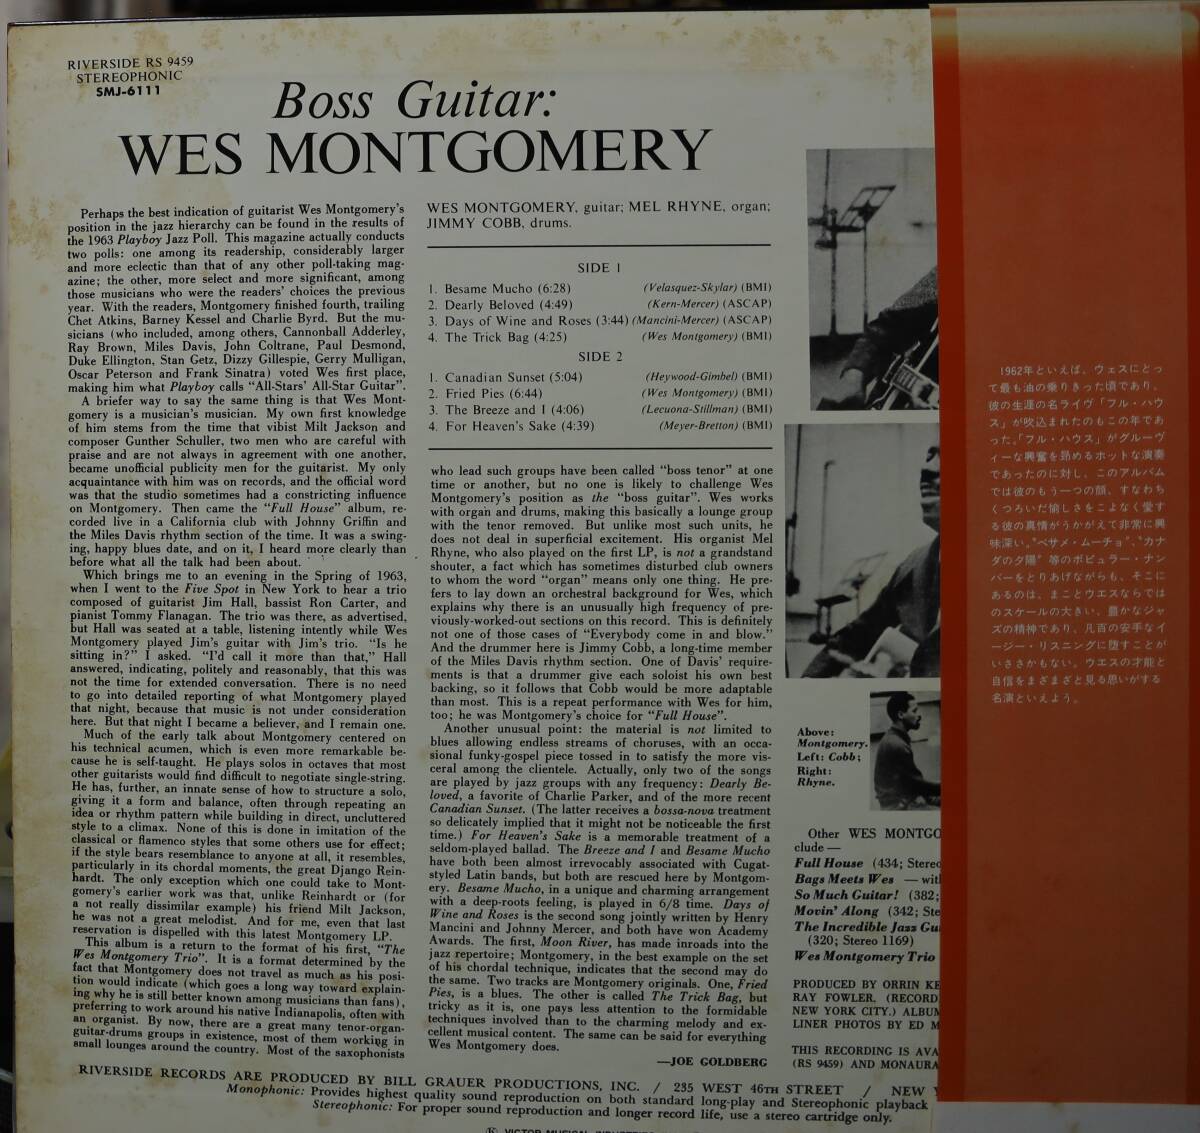 RIVERSIDE RS 9459
STEREOPHONIC
SMJ-6111
Boss Guitar:
WES MONTGOMERY
Perhaps the best indication of guitarist Wes Montgomery's
position in the jazz hierarchy can be found in the results of
the 1963 Playboy Jazz Poll. This magazine actually conducts
two polls: one among its readership, considerably larger
and more eclectic than that of any other poll-taking mag-
azine; the other, more select and more significant, among
those musicians who were the readers' choices the previous
year. With the readers, Montgomery finished fourth, trailing
Chet Atkins, Barney Kessel and Charlie Byrd. But the mu-
sicians (who included, among others, Cannonball Adderley,
Ray Brown, Miles Davis, John Coltrane, Paul Desmond,
Duke Ellington, Stan Getz, Dizzy Gillespie, Gerry Mulligan,
Oscar Peterson and Frank Sinatra) voted Wes first place,
making him what Playboy calls "All-Stars' All-Star Guitar".
A briefer way to say the same thing is that Wes Mont-
gomery is a musician's musician. My own first knowledge
of him stems from the time that vibist Milt Jackson and
composer Gunther Schuller, two men who are careful with
praise and are not always in agreement with one another,
became unofficial publicity men for the guitarist. My only
acquaintance with him was on records, and the official word
was that the studio sometimes had a constricting influence
on Montgomery. Then came the "Full House" album, re-
corded live in a California club with Johnny Griffin and
the Miles Davis rhythm section of the time. It was a swing-
ing, happy blues date, and on it, I heard more clearly than
before what all the talk had been about.
Which brings me to an evening in the Spring of 1963,
when I went to the Five Spot in New York to hear a trio
composed of guitarist Jim Hall, bassist Ron Carter, and
pianist Tommy Flanagan. The trio was there, as advertised,
but Hall was seated at a table, listening intently while Wes
Montgomery played Jim's guitar with Jim's trio. "Is he
sitting in?" I asked. "I'd call it more than that," Hall
answered, indicating, politely and reasonably, that this was
not the time for extended conversation. There is no need
to go into detailed reporting of what Montgomery played
that night, because that music is not under consideration
here. But that night I became a believer, and I remain one.
Much of the early talk about Montgomery centered on
his technical acumen, which is even more remarkable be-
cause he is self-taught. He plays solos in octaves that most
other guitarists would find difficult to negotiate single-string.
He has, further, an innate sense of how to structure a solo,
giving it a form and balance, often through repeating an
idea or rhythm pattern while building in direct, uncluttered
style to a climax. None of this is done in imitation of the
classical or flamenco styles that some others use for effect;
if the style bears resemblance to anyone at all, it resembles,
particularly in its chordal moments, the great Django Rein-
hardt. The only exception which one could take to Mont-
gomery's earlier work was that, unlike Reinhardt or (for
a not really dissimilar example) his friend Milt Jackson,
he was not a great melodist. And for me, even that last
reservation is dispelled with this latest Montgomery LP.
This album is a return to the format of his first, "The
Wes Montgomery Trio". It is a format determined by the
fact that Montgomery does not travel as much as his posi-
tion would indicate (which goes a long way toward explain-
ing why he is still better known among musicians than fans),
preferring to work around his native Indianapolis, often with
an organist. By now, there are a great many tenor-organ-
guitar-drums groups in existence, most of them working in
small lounges around the country. Most of the saxophonists
WES MONTGOMERY, guitar; MEL RHYNE, organ;
JIMMY COBB, drums.
SIDE 1
1. Besame Mucho (6:28) (Velasquez-Skylar) (BMI)
2. Dearly Beloved (4:49) (Kern-Mercer) (ASCAP)
3. Days of Wine and Roses (3:44) (Mancini-Mercer) (ASCAP)
4. The Trick Bag (4:25) (Wes Montgomery) (BMI)
SIDE 2
1. Canadian Sunset (5:04) (Heywood-Gimbel) (BMI)
2. Fried Pies (6:44) (Wes Montgomery) (BMI)
3. The Breeze and I (4:06) (Lecuona-Stillman) (BMI)
4. For Heaven's Sake (4:39) (Meyer-Bretton) (BMI)
who lead such groups have been called "boss tenor" at one
time or another, but no one is likely to challenge Wes
Montgomery's position as the "boss guitar". Wes works
with organ and drums, making this basically a lounge group
with the tenor removed. But unlike most such units, he
does not deal in superficial excitement. His organist Mel
Rhyne, who also played on the first LP, is not a grandstand
shouter, a fact which has sometimes disturbed club owners
to whom the word "organ" means only one thing. He pre-
fers to lay down an orchestral background for Wes, which
explains why there is an unusually high frequency of pre-
viously-worked-out sections on this record. This is definitely
not one of those cases of "Everybody come in and blow."
And the drummer here is Jimmy Cobb, a long-time member
of the Miles Davis rhythm section. One of Davis' require-
ments is that a drummer give each soloist his own best
backing, so it follows that Cobb would be more adaptable
than most. This is a repeat performance with Wes for him,
too; he was Montgomery's choice for "Full House".
Another unusual point: the material is not limited to
blues allowing endless streams of choruses, with an occa-
sional funky-gospel piece tossed in to satisfy the more vis-
ceral among the clientele. Actually, only two of the songs
are played by jazz groups with any frequency: Dearly Be-
loved, a favorite of Charlie Parker, and of the more recent
Canadian Sunset. (The latter receives a bossa-nova treatment
so delicately implied that it might not be noticeable the first
time.) For Heaven's Sake is a memorable treatment of a
seldom-played ballad. The Breeze and I and Besame Mucho
have both been almost irrevocably associated with Cugat-
styled Latin bands, but both are rescued here by Montgom-
ery. Besame Mucho, in a unique and charming arrangement
with a deep-roots feeling, is played in 6/8 time. Days of
Wine and Roses is the second song jointly written by Henry
Mancini and Johnny Mercer, and both have won Academy
Awards. The first, Moon River, has made inroads into the
jazz repertoire; Montgomery, in the best example on the set
of his chordal technique, indicates that the second may do
the same. Two tracks are Montgomery originals. One, Fried
Pies, is a blues. The other is called The Trick Bag, but
tricky as it is, one pays less attention to the formidable
techniques involved than to the charming melody and ex-
cellent musical content. The same can be said for everything
Wes Montgomery does.
—JOE GOLDBERG
Above:
Montgomery.
Left: Cobb;
Right:
Rhyne.
Other WES MONTGO
clude —
Full House (434; Stereo
Bags Meets Wes — wit
So Much Guitar! (382;
Movin' Along (342; Ste
The Incredible Jazz Gu
(320; Stereo 1169)
Wes Montgomery Trio
PRODUCED BY ORRIN KE
RAY FOWLER. (RECORD
NEW YORK CITY.) ALBUM
LINER PHOTOS BY ED M
THIS RECORDING IS AVA
(RS 9459) AND MONAURA
RIVERSIDE RECORDS ARE PRODUCED BY BILL GRAUER PRODUCTIONS, INC. / 235 WEST 46TH STREET / NEW Y
Monophonic: Provides highest quality sound reproduction on both standard long-play and Stereophonic playback
Stereophonic: For proper sound reproduction and longer record life, use a stereo cartridge only.
VICTOR MUSICAL INDUSTRIES
1962年といえば、ウェスにとっ
て最も油の乗りきった頃であり、
彼の生涯の名ライヴ「フル・ハウ
ス」が吹込まれたのもこの年であ
った。「フル・ハウス」がグルーヴ
ィーな興奮を昂めるホットな演奏
であったのに対し、このアルバム
では彼のもう一つの顔、すなわち
くつろいだ愉しさをこよなく愛す
る彼の真情がうかがえて非常に興
味深い。“ベサメ・ムーチョ”、“カナ
ダの夕陽”等のポピュラー・ナン
バーをとりあげながらも、そこに
あるのは、まことウエスならでは
のスケールの大きい、豊かなジャ
ズの精神であり、凡百の安手なイ
ージー・リスニングに堕すことが
いささかもない。ウエスの才能と
自信をまざまざと見る思いがする
名演といえよう。